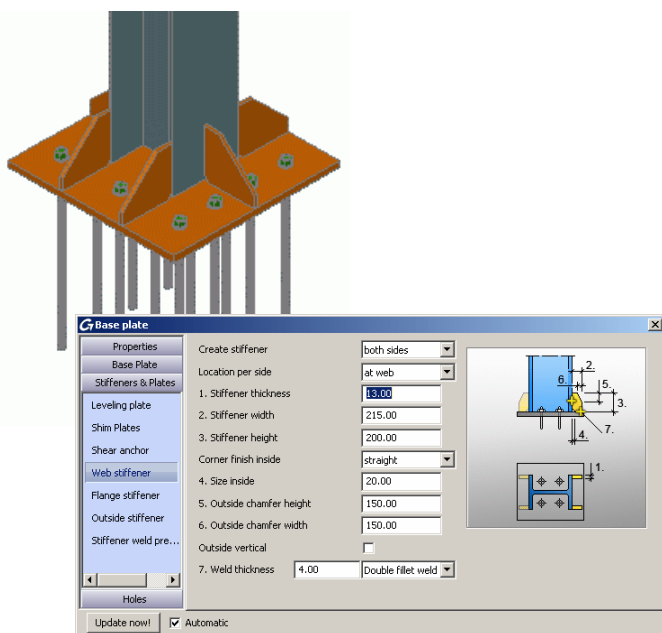 Base plate
Properties
Base Plate
Stiffeners & Plates
Leveling plate
Shim Plates
Shear anchor
Web stiffener
Flange stiffener
Outside stiffener
Stiffener weld pre...
Holes
Create stiffener both sides
Location per side at web
1. Stiffener thickness 13.00
2. Stiffener width 215.00
3. Stiffener height 200.00
Corner finish inside straight
4. Size inside 20.00
5. Outside chamfer height 150.00
6. Outside chamfer width 150.00
Outside vertical
7. Weld thickness 4.00 Double fillet weld
2.
6.
5.
3.
7.
4.
1.
Update now! Automatic